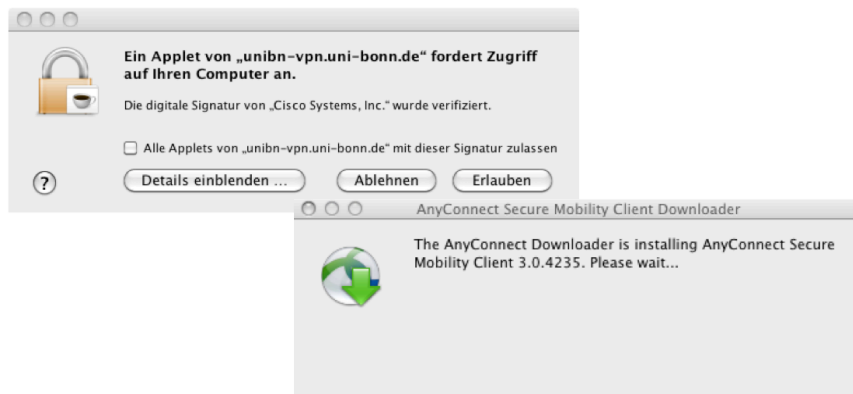 Ein Applet von „unibn-vpn.uni-bonn.de“ fordert Zugriff
auf Ihren Computer an.
Die digitale Signatur von „Cisco Systems, Inc.“ wurde verifiziert.
Alle Applets von „unibn-vpn.uni-bonn.de“ mit dieser Signatur zulassen
? Details einblenden ... Ablehnen Erlauben
AnyConnect Secure Mobility Client Downloader
The AnyConnect Downloader is installing AnyConnect Secure
Mobility Client 3.0.4235. Please wait...